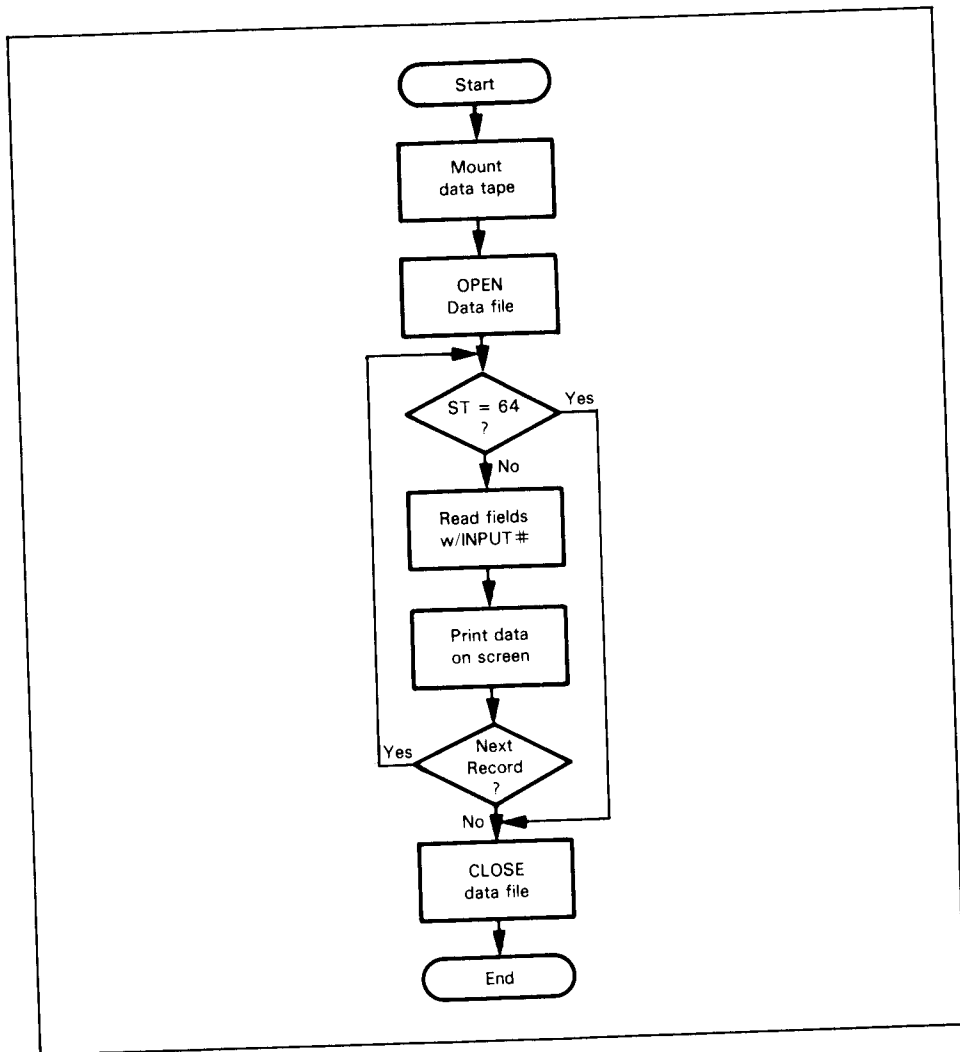 Start
Mount
data tape
OPEN
Data file
ST = 64
?
Yes
No
Read fields
w/INPUT#
Print data
on screen
Next
Record
?
Yes
No
CLOSE
data file
End